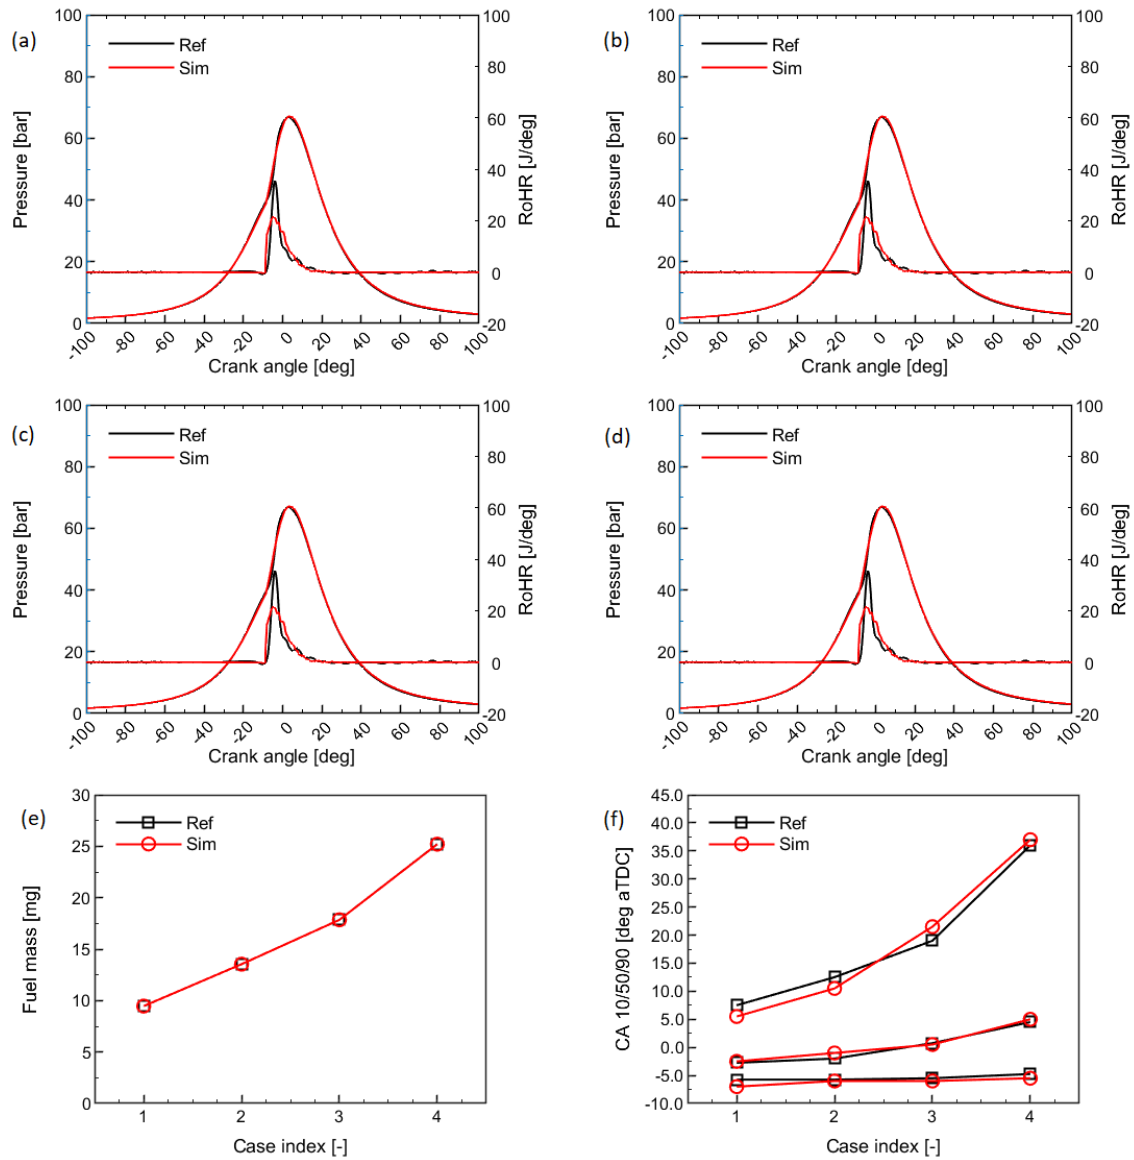 (a)
Ref
Sim
Pressure [bar]
100
80
60
40
20
0
RoHR [J/deg]
100
80
60
40
20
0
-20
-100 -80 -60 -40 -20 0 20 40 60 80 100
Crank angle [deg]
(b)
Ref
Sim
Pressure [bar]
100
80
60
40
20
0
RoHR [J/deg]
100
80
60
40
20
0
-20
-100 -80 -60 -40 -20 0 20 40 60 80 100
Crank angle [deg]
(c)
Ref
Sim
Pressure [bar]
100
80
60
40
20
0
RoHR [J/deg]
100
80
60
40
20
0
-20
-100 -80 -60 -40 -20 0 20 40 60 80 100
Crank angle [deg]
(d)
Ref
Sim
Pressure [bar]
100
80
60
40
20
0
RoHR [J/deg]
100
80
60
40
20
0
-20
-100 -80 -60 -40 -20 0 20 40 60 80 100
Crank angle [deg]
(e)
Ref
Sim
Fuel mass [mg]
30
25
20
15
10
5
0
1 2 3 4
Case index [-]
(f)
Ref
Sim
CA 10/50/90 [deg aTDC]
45.0
40.0
35.0
30.0
25.0
20.0
15.0
10.0
5.0
0.0
-5.0
-10.0
1 2 3 4
Case index [-]